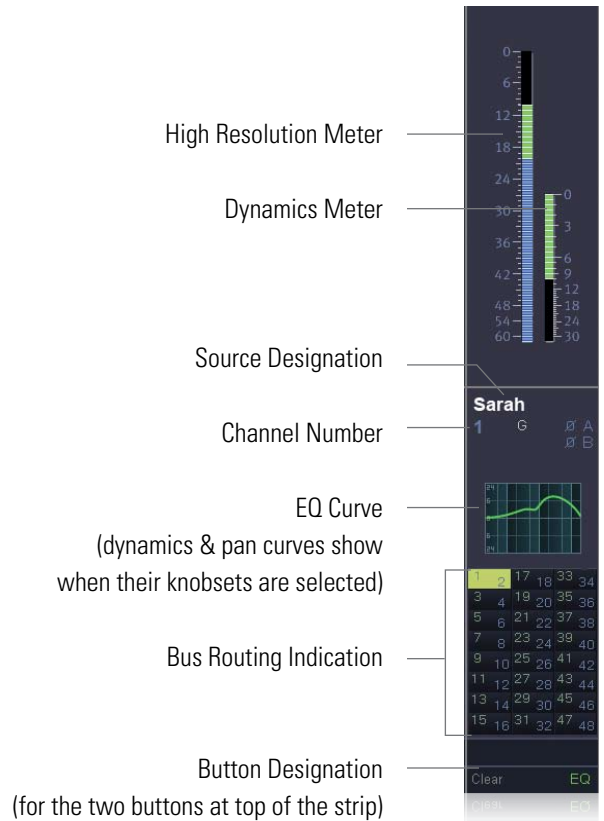 High Resolution Meter
Dynamics Meter
Source Designation
Channel Number
EQ Curve
(dynamics & pan curves show
when their knobsets are selected)
Bus Routing Indication
Button Designation
(for the two buttons at top of the strip)
0
6
12
18
24
30
36
42
48
54
60
0
3
6
9
12
18
24
30
Sarah
1 G Ø A
Ø B
24
6
6
24
1 2 17 18 33 34
3 4 19 20 35 36
5 6 21 22 37 38
7 8 23 24 39 40
9 10 25 26 41 42
11 12 27 28 43 44
13 14 29 30 45 46
15 16 31 32 47 48
Clear EQ